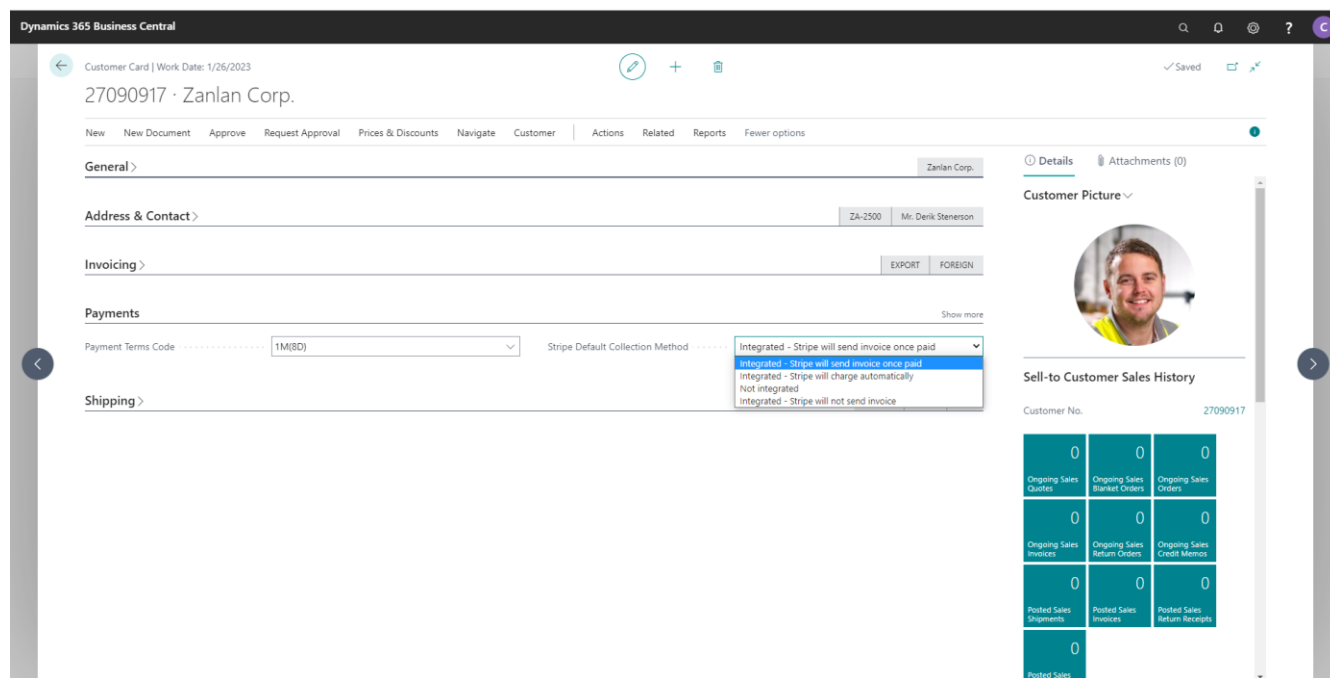 Dynamics 365 Business Central
?
C
Customer Card | Work Date: 1/26/2023
Saved
27090917 · Zanlan Corp.
New New Document Approve Request Approval Prices & Discounts Navigate Customer Actions Related Reports Fewer options
General
Zanlan Corp.
Address & Contact
ZA-2500 Mr. Derik Stenerson
Invoicing
EXPORT FOREIGN
Payments
Show more
Payment Terms Code
1M(8D)
Stripe Default Collection Method
Integrated - Stripe will send invoice once paid
Integrated - Stripe will send invoice once paid
Integrated - Stripe will charge automatically
Not integrated
Integrated - Stripe will not send invoice
Shipping
Details Attachments (0)
Customer Picture
Sell-to Customer Sales History
Customer No. 27090917
0 0 0
Ongoing Sales Ongoing Sales Ongoing Sales
Quotes Blanket Orders Orders
0 0 0
Ongoing Sales Ongoing Sales Ongoing Sales
Invoices Return Orders Credit Memos
0 0 0
Posted Sales Posted Sales Posted Sales
Shipments Invoices Return Receipts
0
Posted Sales